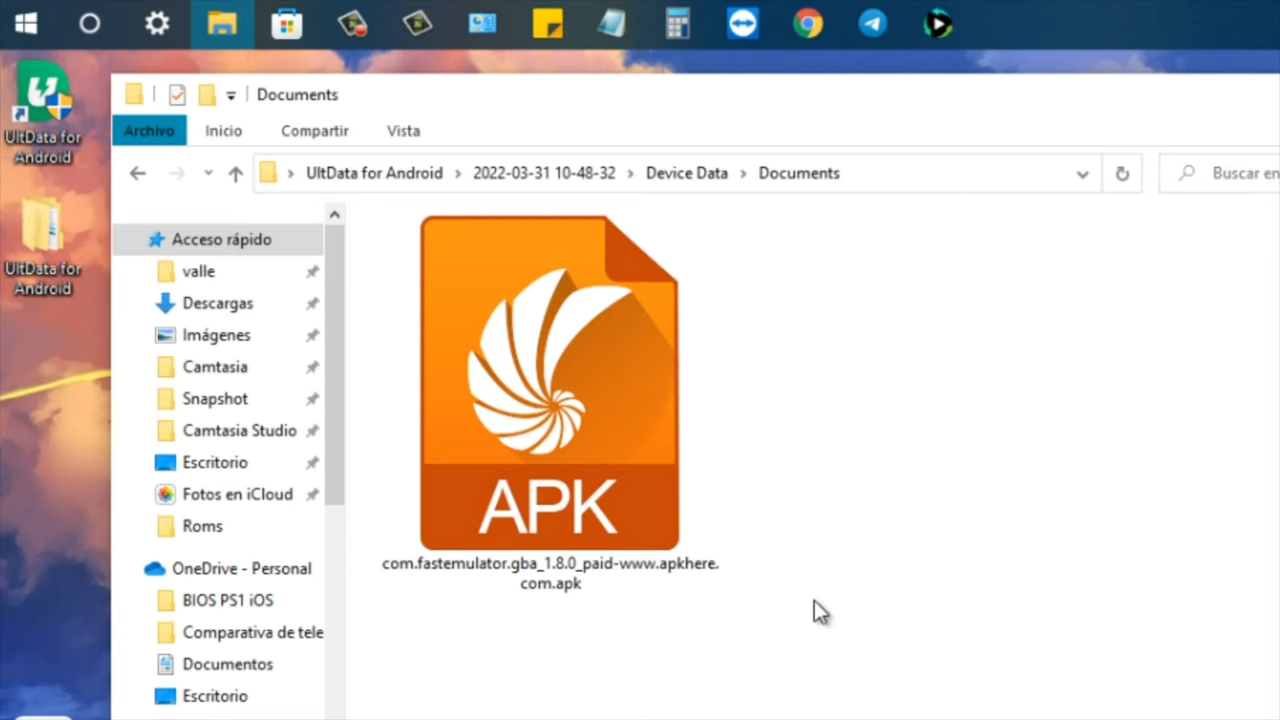 UltData for
Android
UltData for
Android
Documents
Archivo
Inicio
Compartir
Vista
UltData for Android
2022-03-31 10-48-32
Device Data
Documents
Buscar en
Acceso rápido
valle
Descargas
Imágenes
Camtasia
Snapshot
Camtasia Studio
Escritorio
Fotos en iCloud
Roms
OneDrive - Personal
BIOS PS1 iOS
Comparativa de tele
Documentos
Escritorio
APK
com.fastemulator.gba_1.8.0_paid-www.apkhere.
com.apk